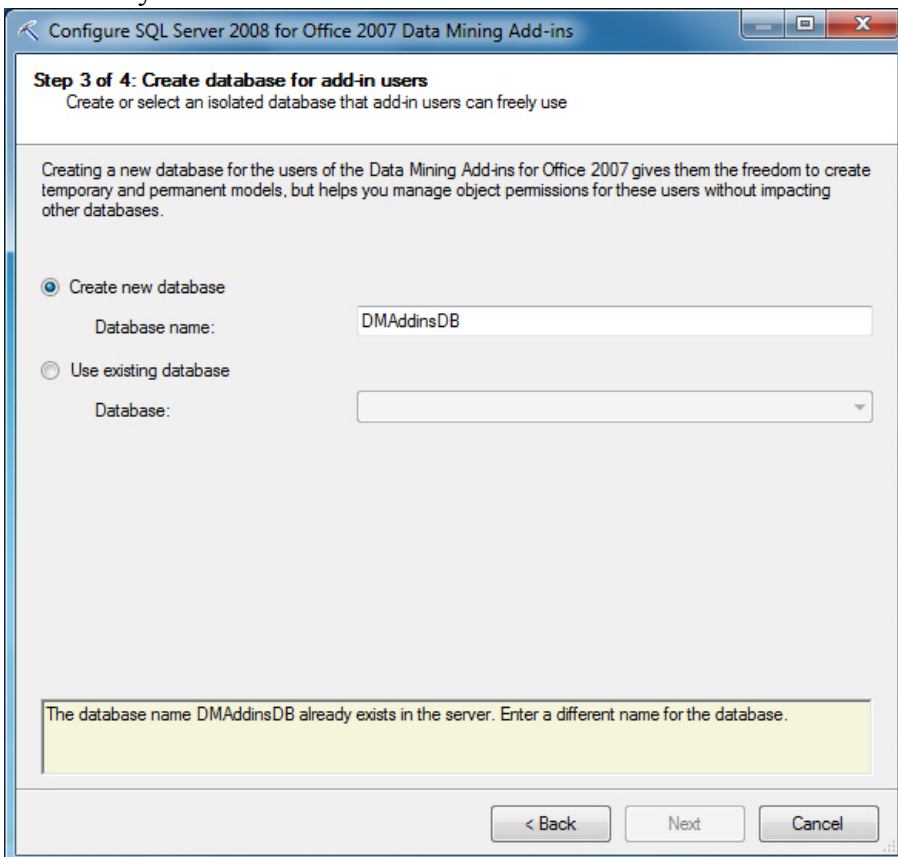 Configure SQL Server 2008 for Office 2007 Data Mining Add-ins
Step 3 of 4: Create database for add-in users
Create or select an isolated database that add-in users can freely use
Creating a new database for the users of the Data Mining Add-ins for Office 2007 gives them the freedom to create
temporary and permanent models, but helps you manage object permissions for these users without impacting
other databases.
Create new database
Database name: DMAddinsDB
Use existing database
Database:
The database name DMAddinsDB already exists in the server. Enter a different name for the database.
< Back Next Cancel